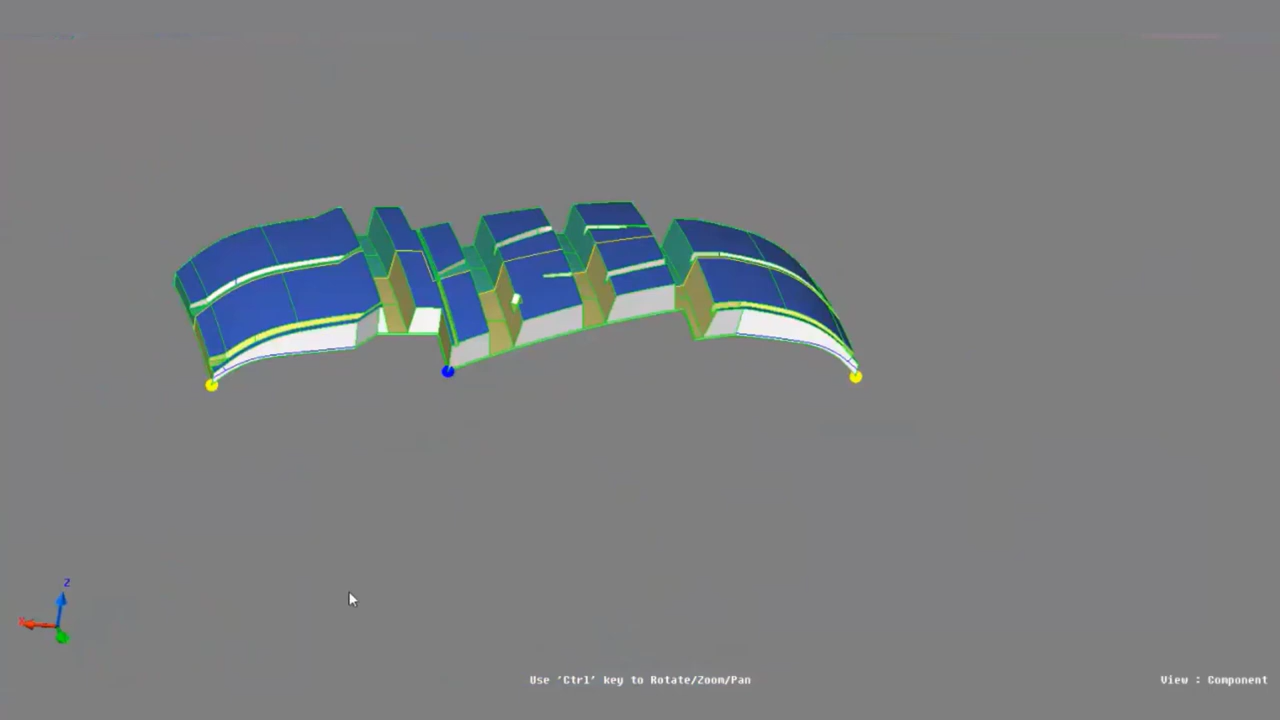 Z
X
Use 'Ctrl' key to Rotate/Zoom/Pan
View : Component